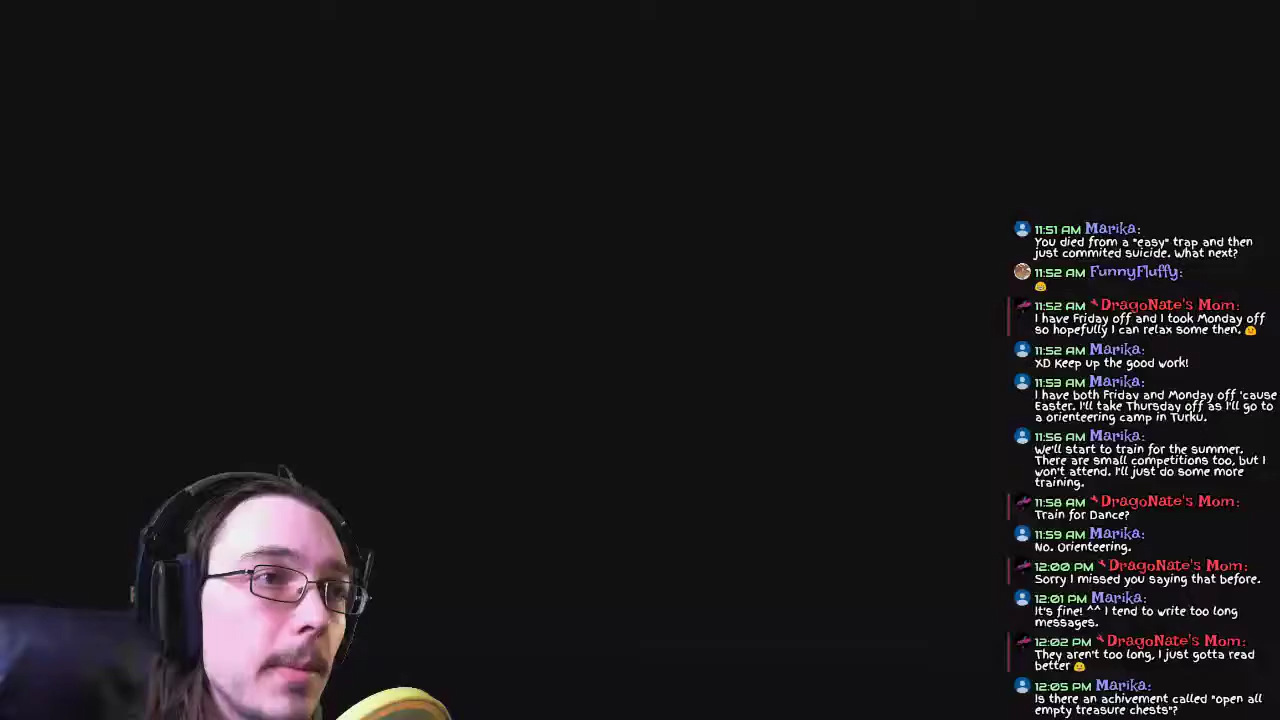 11:51 AM Marika:
You died from a "easy" trap and then
just commited suicide. What next?
11:52 AM FunnyFluffy:
11:52 AM DragoNate's Mom:
I have Friday off and I took Monday off
so hopefully I can relax some then.
11:52 AM Marika:
XD Keep up the good work!
11:53 AM Marika:
I have both Friday and Monday off 'cause
Easter. I'll take Thursday off as I'll go to
a orienteering camp in Turku.
11:56 AM Marika:
We'll start to train for the summer.
There are small competitions too, but I
won't attend. I'll just do some more
training.
11:58 AM DragoNate's Mom:
Train for Dance?
11:59 AM Marika:
No. Orienteering.
12:00 PM DragoNate's Mom:
Sorry I missed you saying that before.
12:01 PM Marika:
It's fine! ^^ I tend to write too long
messages.
12:02 PM DragoNate's Mom:
They aren't too long, I just gotta read
better
12:05 PM Marika:
Is there an achivement called "open all
empty treasure chests"?